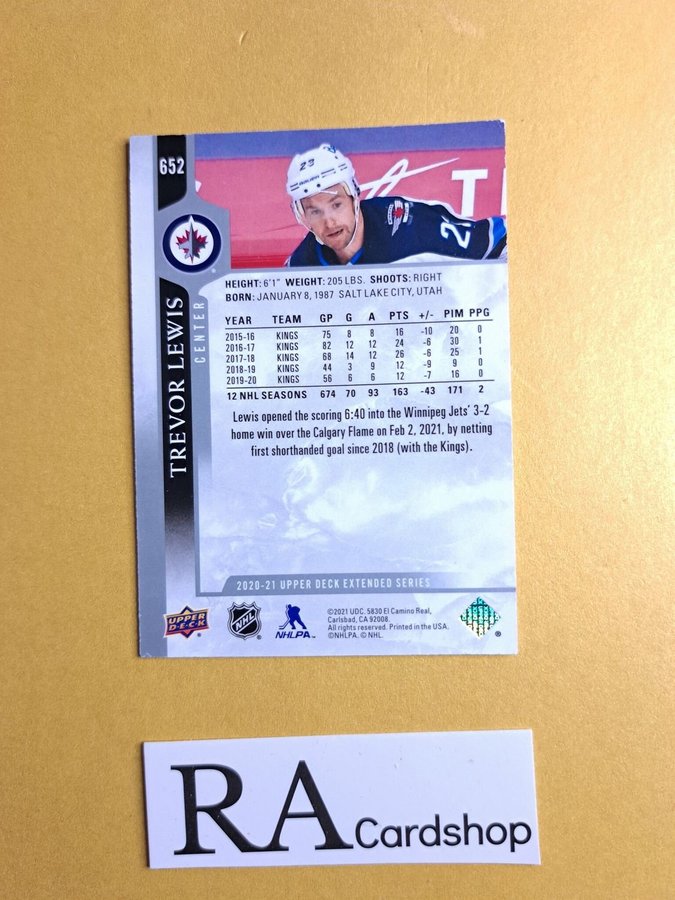 652
23
T
2
TREVOR LEWIS
CENTER
HEIGHT: 6'1" WEIGHT: 205 LBS. SHOOTS: RIGHT
BORN: JANUARY 8, 1987 SALT LAKE CITY, UTAH
YEAR TEAM GP G A PTS +/- PIM PPG
2015-16 KINGS 75 8 8 16 -10 20 0
2016-17 KINGS 82 12 12 24 -6 30 1
2017-18 KINGS 68 14 12 26 -6 25 1
2018-19 KINGS 44 3 9 12 -9 9 0
2019-20 KINGS 56 6 6 12 -7 16 0
12 NHL SEASONS 674 70 93 163 -43 171 2
Lewis opened the scoring 6:40 into the Winnipeg Jets' 3-2
home win over the Calgary Flame on Feb 2, 2021, by netting
first shorthanded goal since 2018 (with the Kings).
2020-21 UPPER DECK EXTENDED SERIES
UPPER DECK
NHL
NHLPA
©2021 UDC. 5830 El Camino Real,
Carlsbad, CA 92008.
All rights reserved. Printed in the USA.
©NHLPA. © NHL.
RA Cardshop